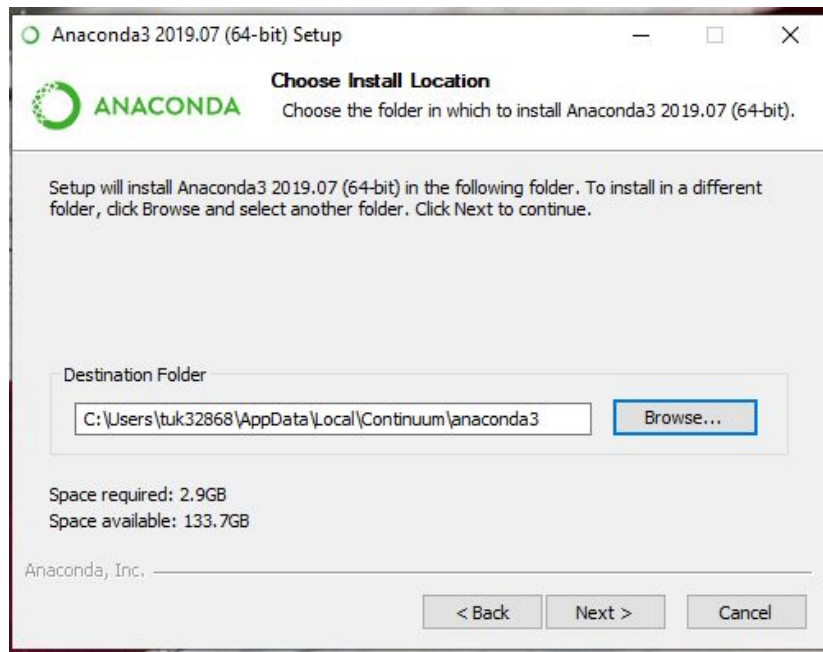 Anaconda3 2019.07 (64-bit) Setup
ANACONDA
Choose Install Location
Choose the folder in which to install Anaconda3 2019.07 (64-bit).
Setup will install Anaconda3 2019.07 (64-bit) in the following folder. To install in a different
folder, click Browse and select another folder. Click Next to continue.
Destination Folder
C:\Users\tuk32868\AppData\Local\Continuum\anaconda3
Browse...
Space required: 2.9GB
Space available: 133.7GB
Anaconda, Inc.
< Back
Next >
Cancel